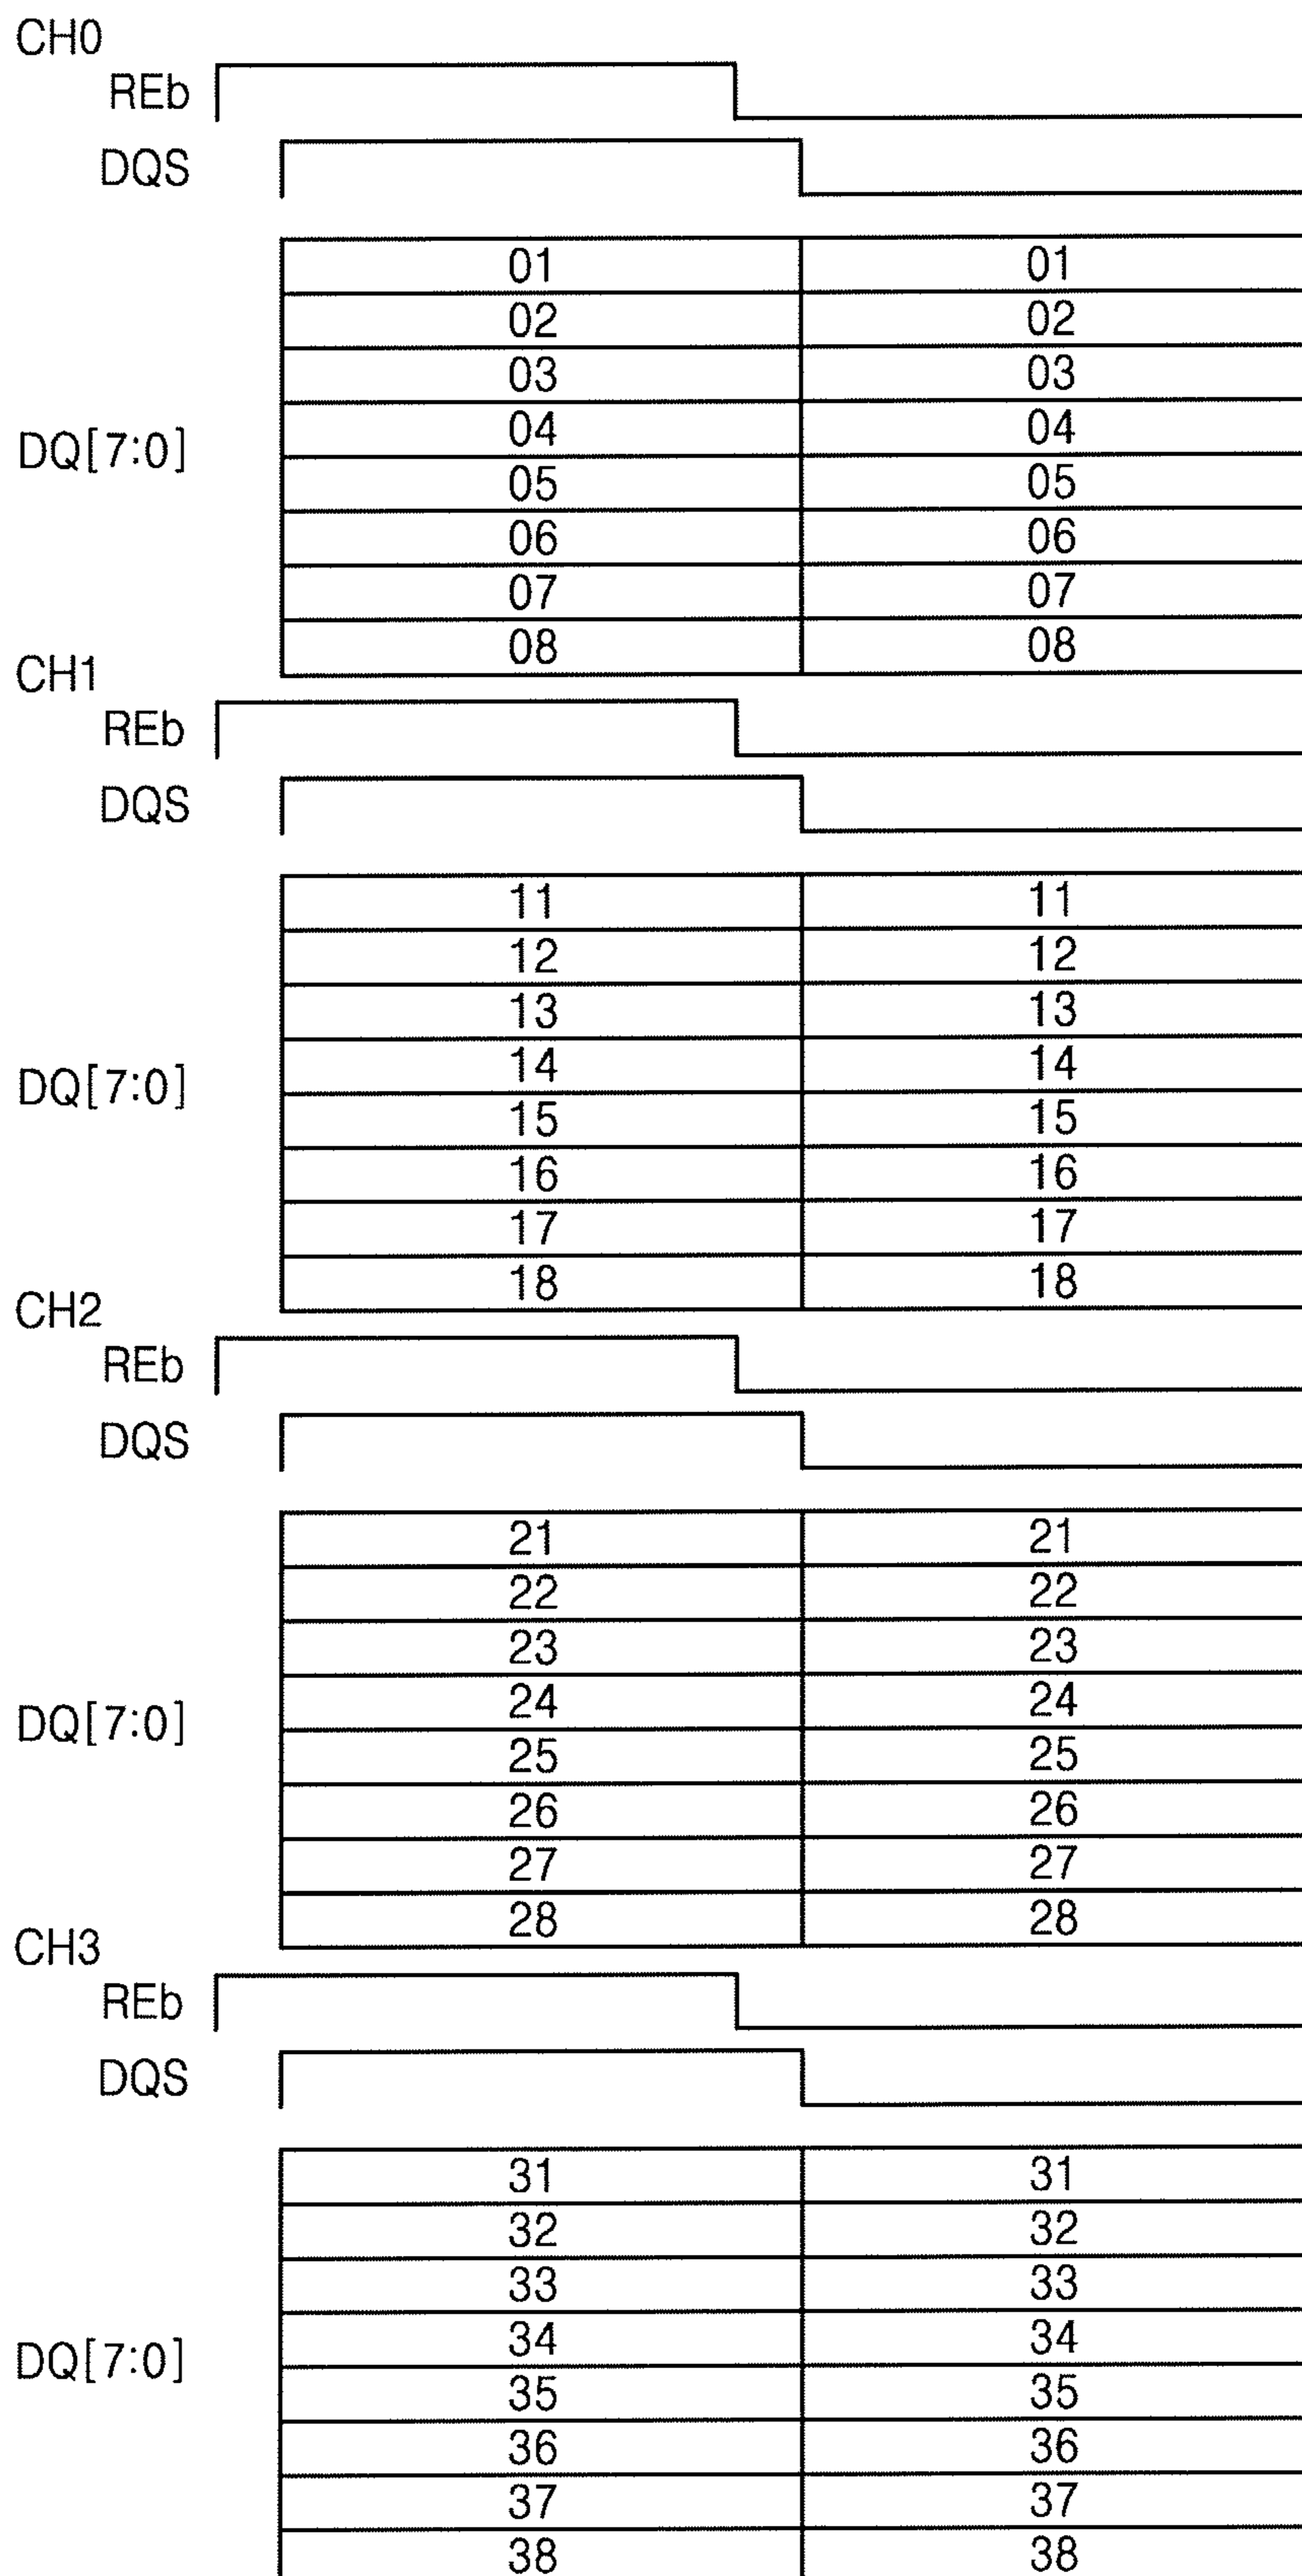 CH0
REb
DQS
01 01
02 02
03 03
DQ[7:0] 04 04
05 05
06 06
07 07
08 08
CH1
REb
DQS
11 11
12 12
13 13
DQ[7:0] 14 14
15 15
16 16
17 17
18 18
CH2
REb
DQS
21 21
22 22
23 23
DQ[7:0] 24 24
25 25
26 26
27 27
28 28
CH3
REb
DQS
31 31
32 32
33 33
DQ[7:0] 34 34
35 35
36 36
37 37
38 38